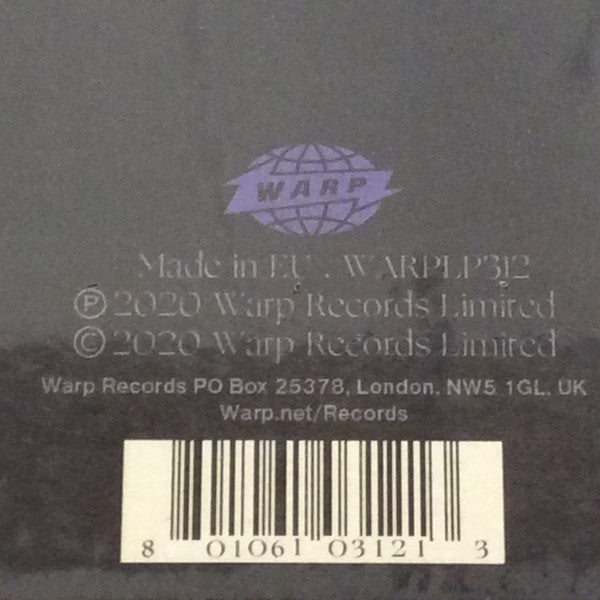 WARP
Made in EU . WARPLP312
℗ 2020 Warp Records Limited
© 2020 Warp Records Limited
Warp Records PO Box 25378, London, NW5 1GL, UK
Warp.net/Records
8 01061 03121 3